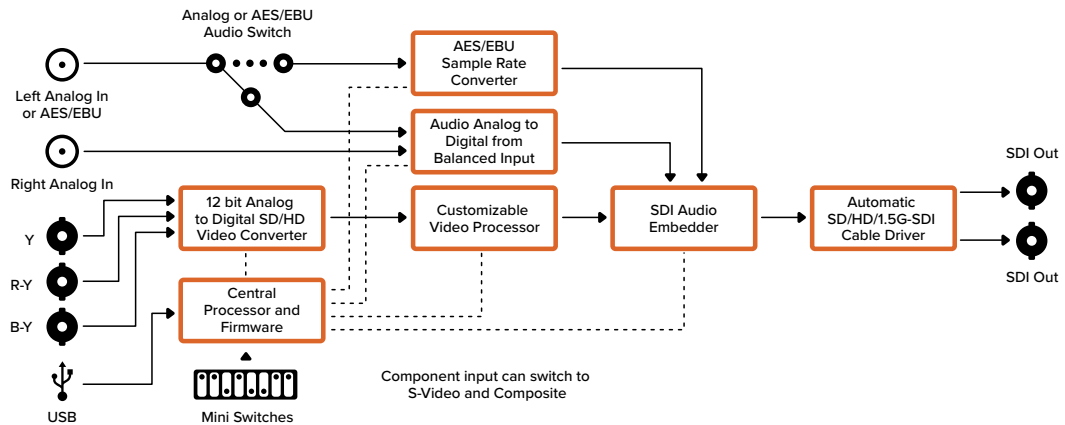 Analog or AES/EBU
Audio Switch
Left Analog In
or AES/EBU
Right Analog In
AES/EBU
Sample Rate
Converter
Audio Analog to
Digital from
Balanced Input
Y
R-Y
B-Y
USB
12 bit Analog
to Digital SD/HD
Video Converter
Customizable
Video Processor
SDI Audio
Embedder
Automatic
SD/HD/1.5G-SDI
Cable Driver
SDI Out
SDI Out
Central
Processor and
Firmware
Mini Switches
Component input can switch to
S-Video and Composite